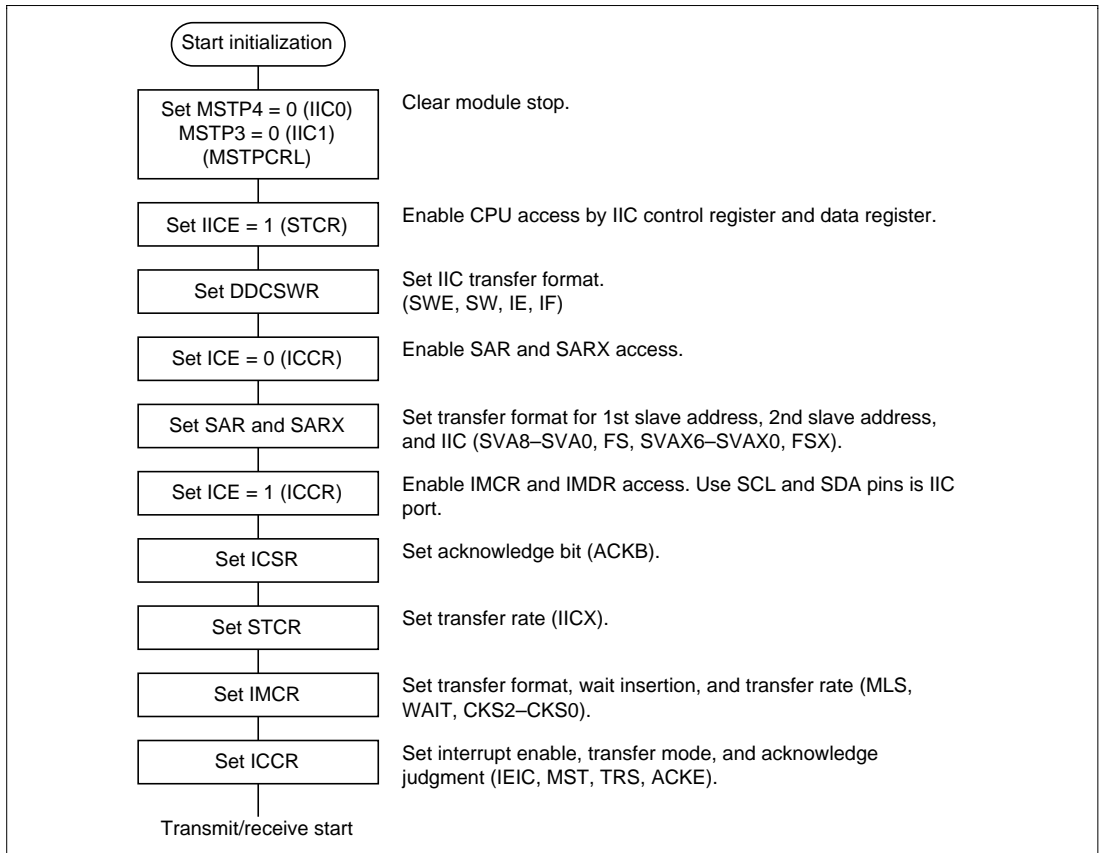 Start initialization
Set MSTP4 = 0 (IIC0)
MSTP3 = 0 (IIC1)
(MSTPCRL)
Clear module stop.
Set IICE = 1 (STCR)
Enable CPU access by IIC control register and data register.
Set DDCSWR
Set IIC transfer format.
(SWE, SW, IE, IF)
Set ICE = 0 (ICCR)
Enable SAR and SARX access.
Set SAR and SARX
Set transfer format for 1st slave address, 2nd slave address,
and IIC (SVA8–SVA0, FS, SVAX6–SVAX0, FSX).
Set ICE = 1 (ICCR)
Enable IMCR and IMDR access. Use SCL and SDA pins is IIC
port.
Set ICSR
Set acknowledge bit (ACKB).
Set STCR
Set transfer rate (IICX).
Set IMCR
Set transfer format, wait insertion, and transfer rate (MLS,
WAIT, CKS2–CKS0).
Set ICCR
Set interrupt enable, transfer mode, and acknowledge
judgment (IEIC, MST, TRS, ACKE).
Transmit/receive start